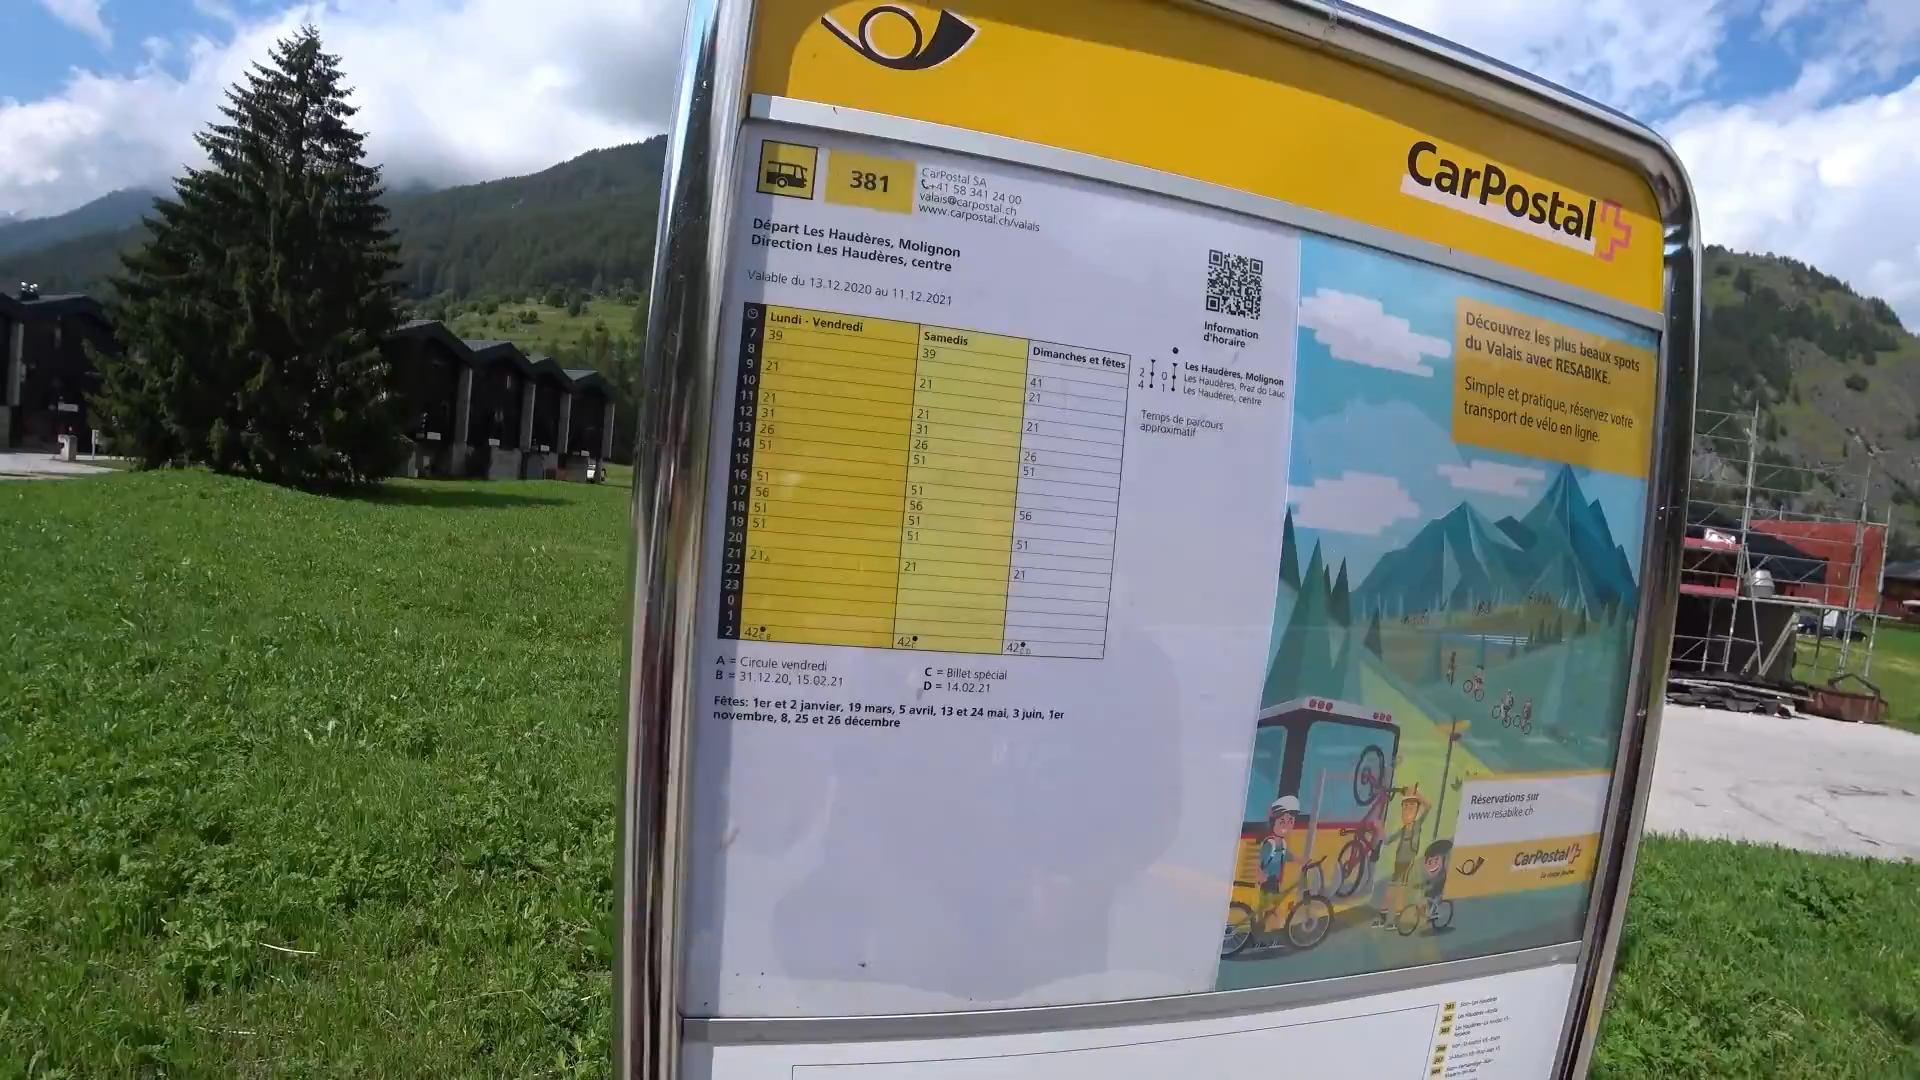 CarPostal
381
CarPostal SA
+41 58 341 24 00
valais@carpostal.ch
www.carpostal.ch/valais
Départ Les Haudères, Molignon
Direction Les Haudères, centre
Valable du 13.12.2020 au 11.12.2021
Information
d'horaire
Lundi - Vendredi Samedis Dimanches et fêtes
7 39 39
8
9 21 21 41
10 21
11 21 21
12 31 31 21
13 26 26
14 51 51 26
15 51
16 51 51
17 56 56
18 51 51 56
19 51 51
20 51
21 21A 21
22 21
23
0
1
2 42 C B 42 C 42 C D
2 0 Les Haudères, Molignon
Les Haudères, Praz do Lauc
4 1 Les Haudères, centre
Temps de parcours
approximatif
A = Circule vendredi
B = 31.12.20, 15.02.21
C = Billet spécial
D = 14.02.21
Fêtes: 1er et 2 janvier, 19 mars, 5 avril, 13 et 24 mai, 3 juin, 1er
novembre, 8, 25 et 26 décembre
Découvrez les plus beaux spots
du Valais avec RESABIKE.
Simple et pratique, réservez votre
transport de vélo en ligne.
Réservations sur
www.resabike.ch
CarPostal